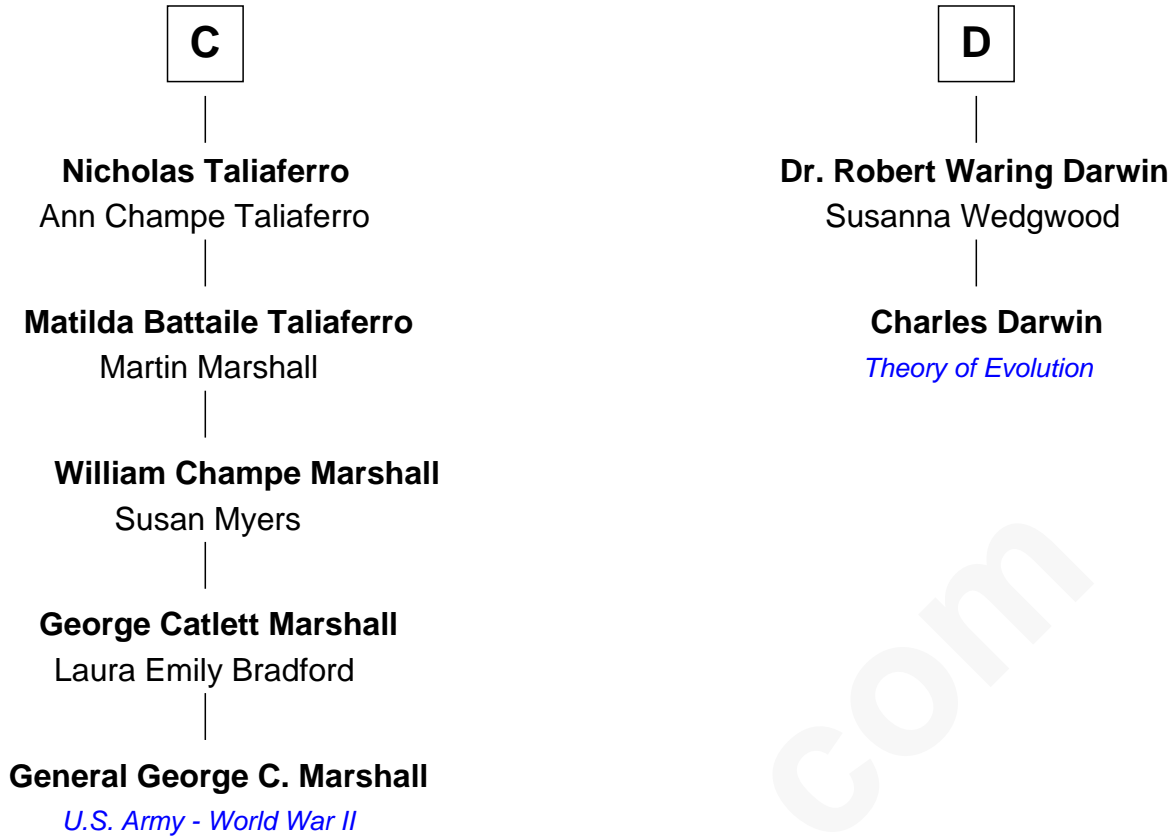 C
Nicholas Taliaferro
Ann Champe Taliaferro
Matilda Battaile Taliaferro
Martin Marshall
William Champe Marshall
Susan Myers
George Catlett Marshall
Laura Emily Bradford
General George C. Marshall
U.S. Army - World War II
D
Dr. Robert Waring Darwin
Susanna Wedgwood
Charles Darwin
Theory of Evolution
com